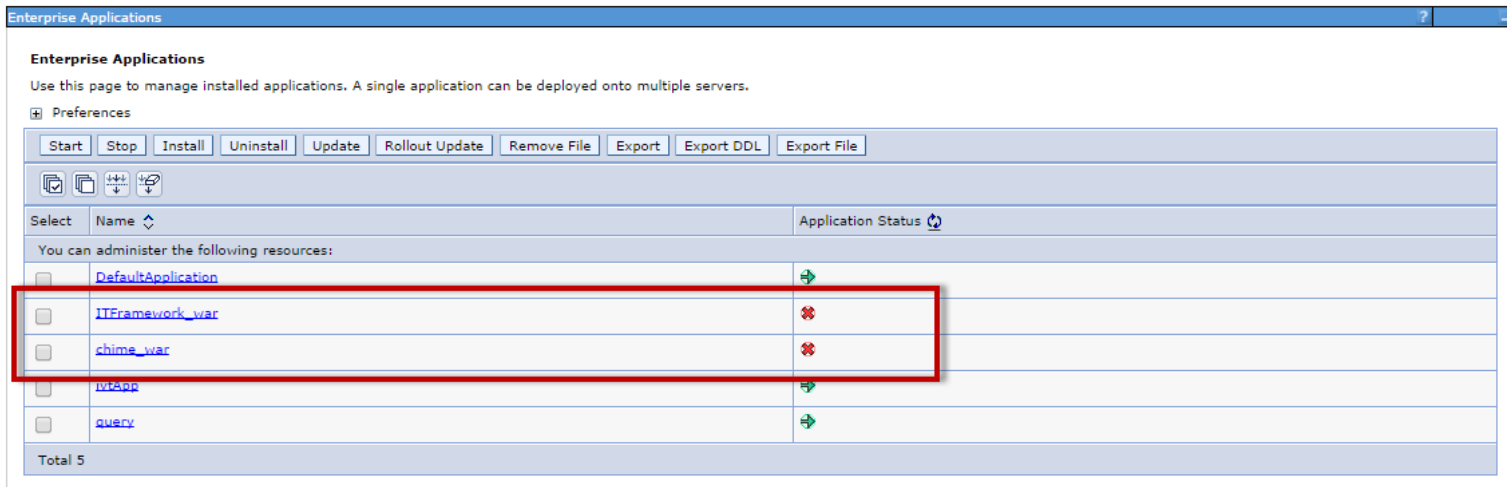 Enterprise Applications ?
Enterprise Applications
Use this page to manage installed applications. A single application can be deployed onto multiple servers.
Preferences
Start Stop Install Uninstall Update Rollout Update Remove File Export Export DDL Export File
Select Name Application Status
You can administer the following resources:
DefaultApplication
ITFramework_war
chime_war
ivtApp
query
Total 5